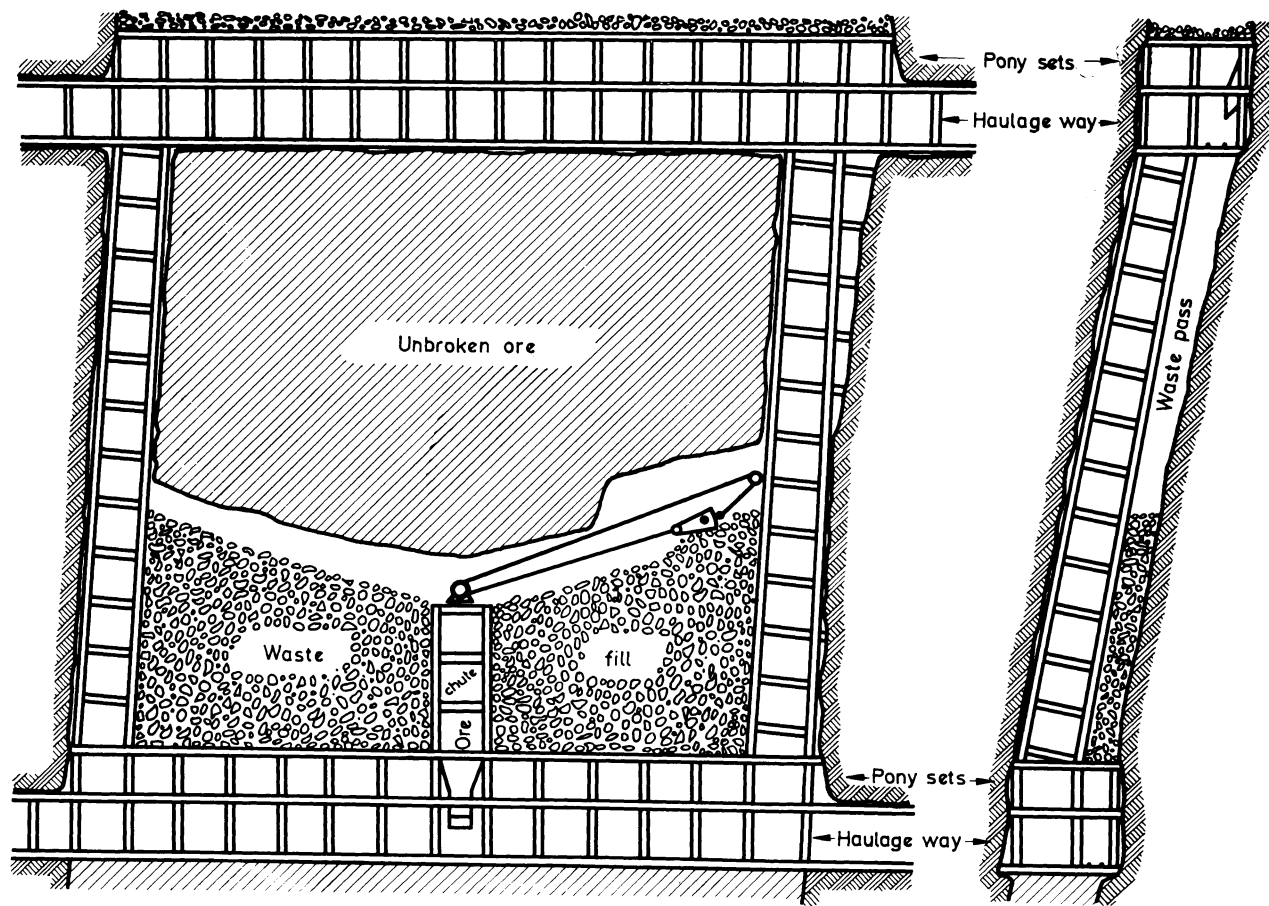 Pony sets
Haulage way
Unbroken ore
Waste pass
Waste fill
Ore chute
Pony sets
Haulage way